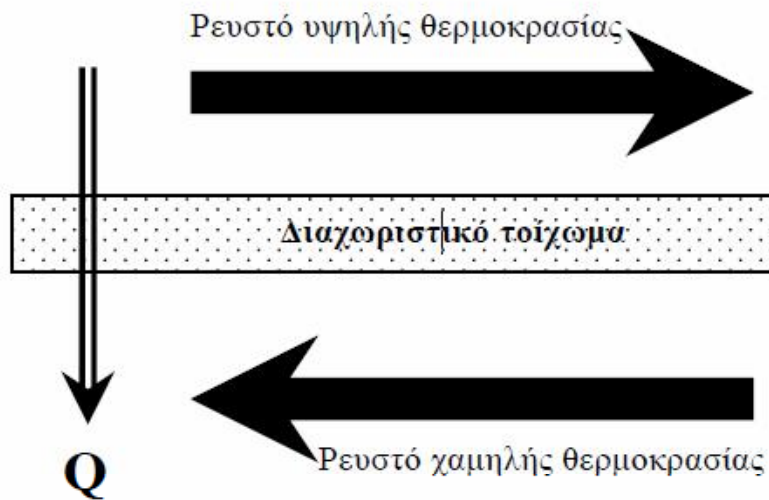 Ρευστό υψηλής θερμοκρασίας
Διαχωριστικό τοίχωμα
Ρευστό χαμηλής θερμοκρασίας
Q